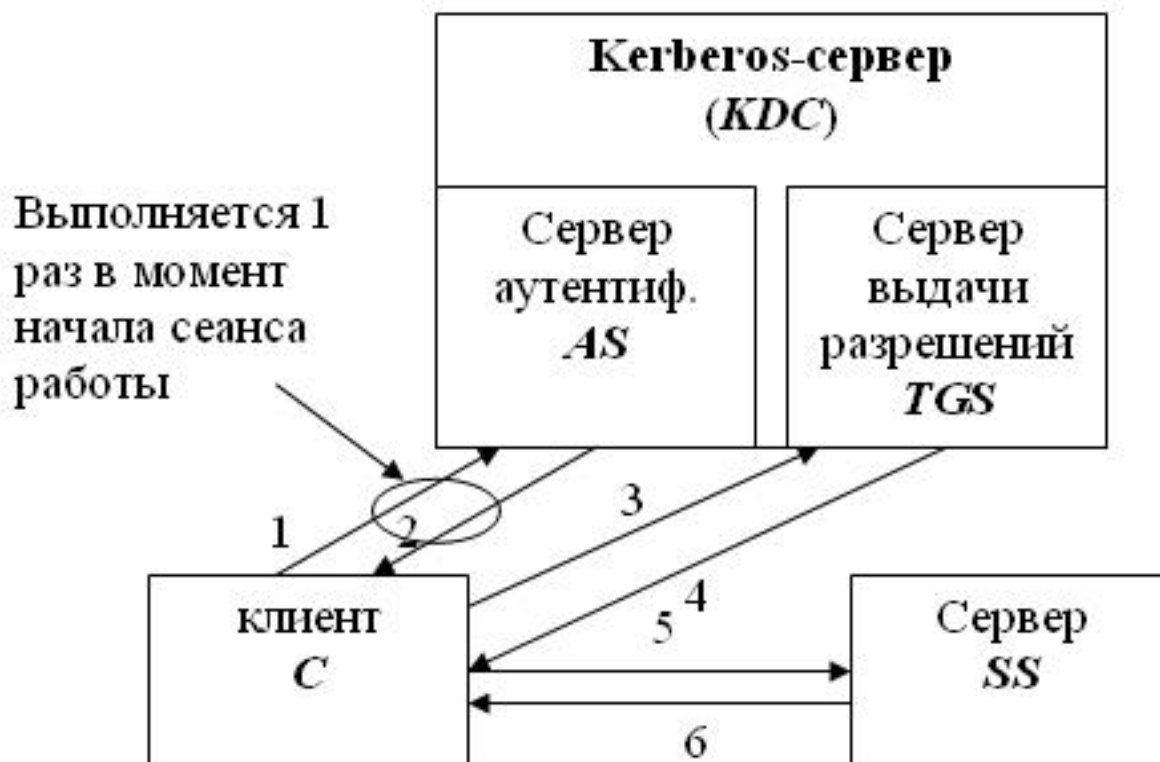 Kerberos-сервер
(KDC)
Выполняется 1
раз в момент
начала сеанса
работы
Сервер
аутентиф.
AS
Сервер
выдачи
разрешений
TGS
1
2
3
4
5
6
клиент
C
Сервер
SS